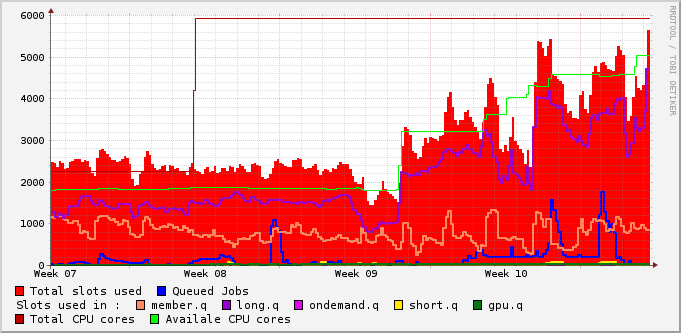 6000
5000
4000
3000
2000
1000
0
Week 07 Week 08 Week 09 Week 10
Total slots used Queued Jobs
Slots used in : member.q long.q ondemand.q short.q gpu.q
Total CPU cores Availale CPU cores
RRDTOOL / TOBI OETIKER